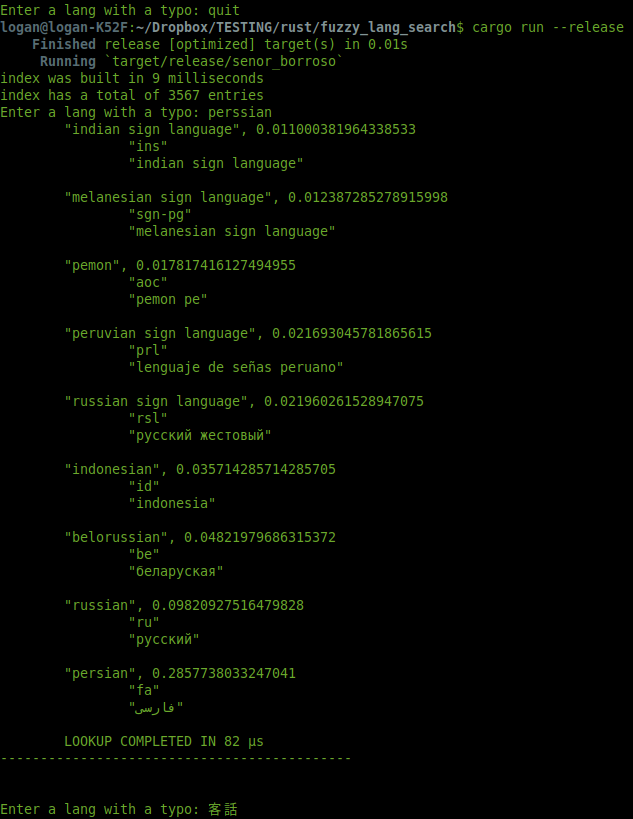 Enter a lang with a typo: quit
logan@logan-K52F:~/Dropbox/TESTING/rust/fuzzy_lang_search$ cargo run --release
    Finished release [optimized] target(s) in 0.01s
     Running `target/release/senor_borroso`
index was built in 9 milliseconds
index has a total of 3567 entries
Enter a lang with a typo: perssian
        "indian sign language", 0.011000381964338533
                "ins"
                "indian sign language"

        "melanesian sign language", 0.012387285278915998
                "sgn-pg"
                "melanesian sign language"

        "pemon", 0.017817416127494955
                "aoc"
                "pemon pe"

        "peruvian sign language", 0.021693045781865615
                "prl"
                "lenguaje de señas peruano"

        "russian sign language", 0.021960261528947075
                "rsl"
                "русский жестовый"

        "indonesian", 0.035714285714285705
                "id"
                "indonesia"

        "belorussian", 0.04821979686315372
                "be"
                "беларуская"

        "russian", 0.09820927516479828
                "ru"
                "русский"

        "persian", 0.2857738033247041
                "fa"
                "فارسی"

        LOOKUP COMPLETED IN 82 µs
--------------------------------------------

Enter a lang with a typo: 客話